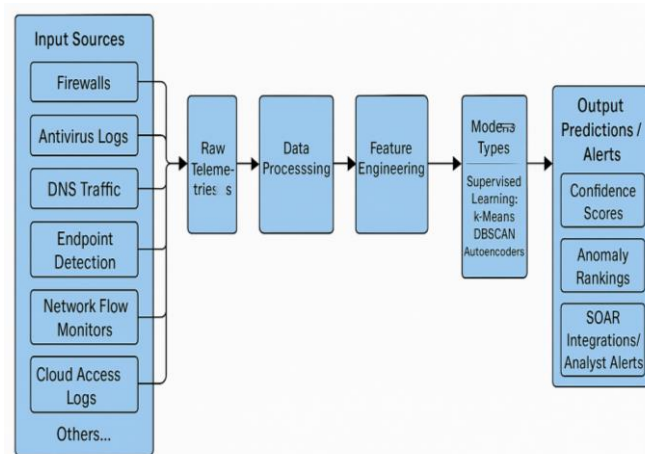 Input Sources
Firewalls
Antivirus Logs
DNS Traffic
Endpoint
Detection
Network Flow
Monitors
Cloud Access
Logs
Others...
Raw
Teleme-
tries s
Data
Processsing
Feature
Engineering
Types
Supervised
Learning:
k-Means
DBSCAN
Autoencoders
Output
Predictions /
Alerts
Confidence
Scores
Anomaly
Rankings
SOAR
Integrations/
Analyst Alerts